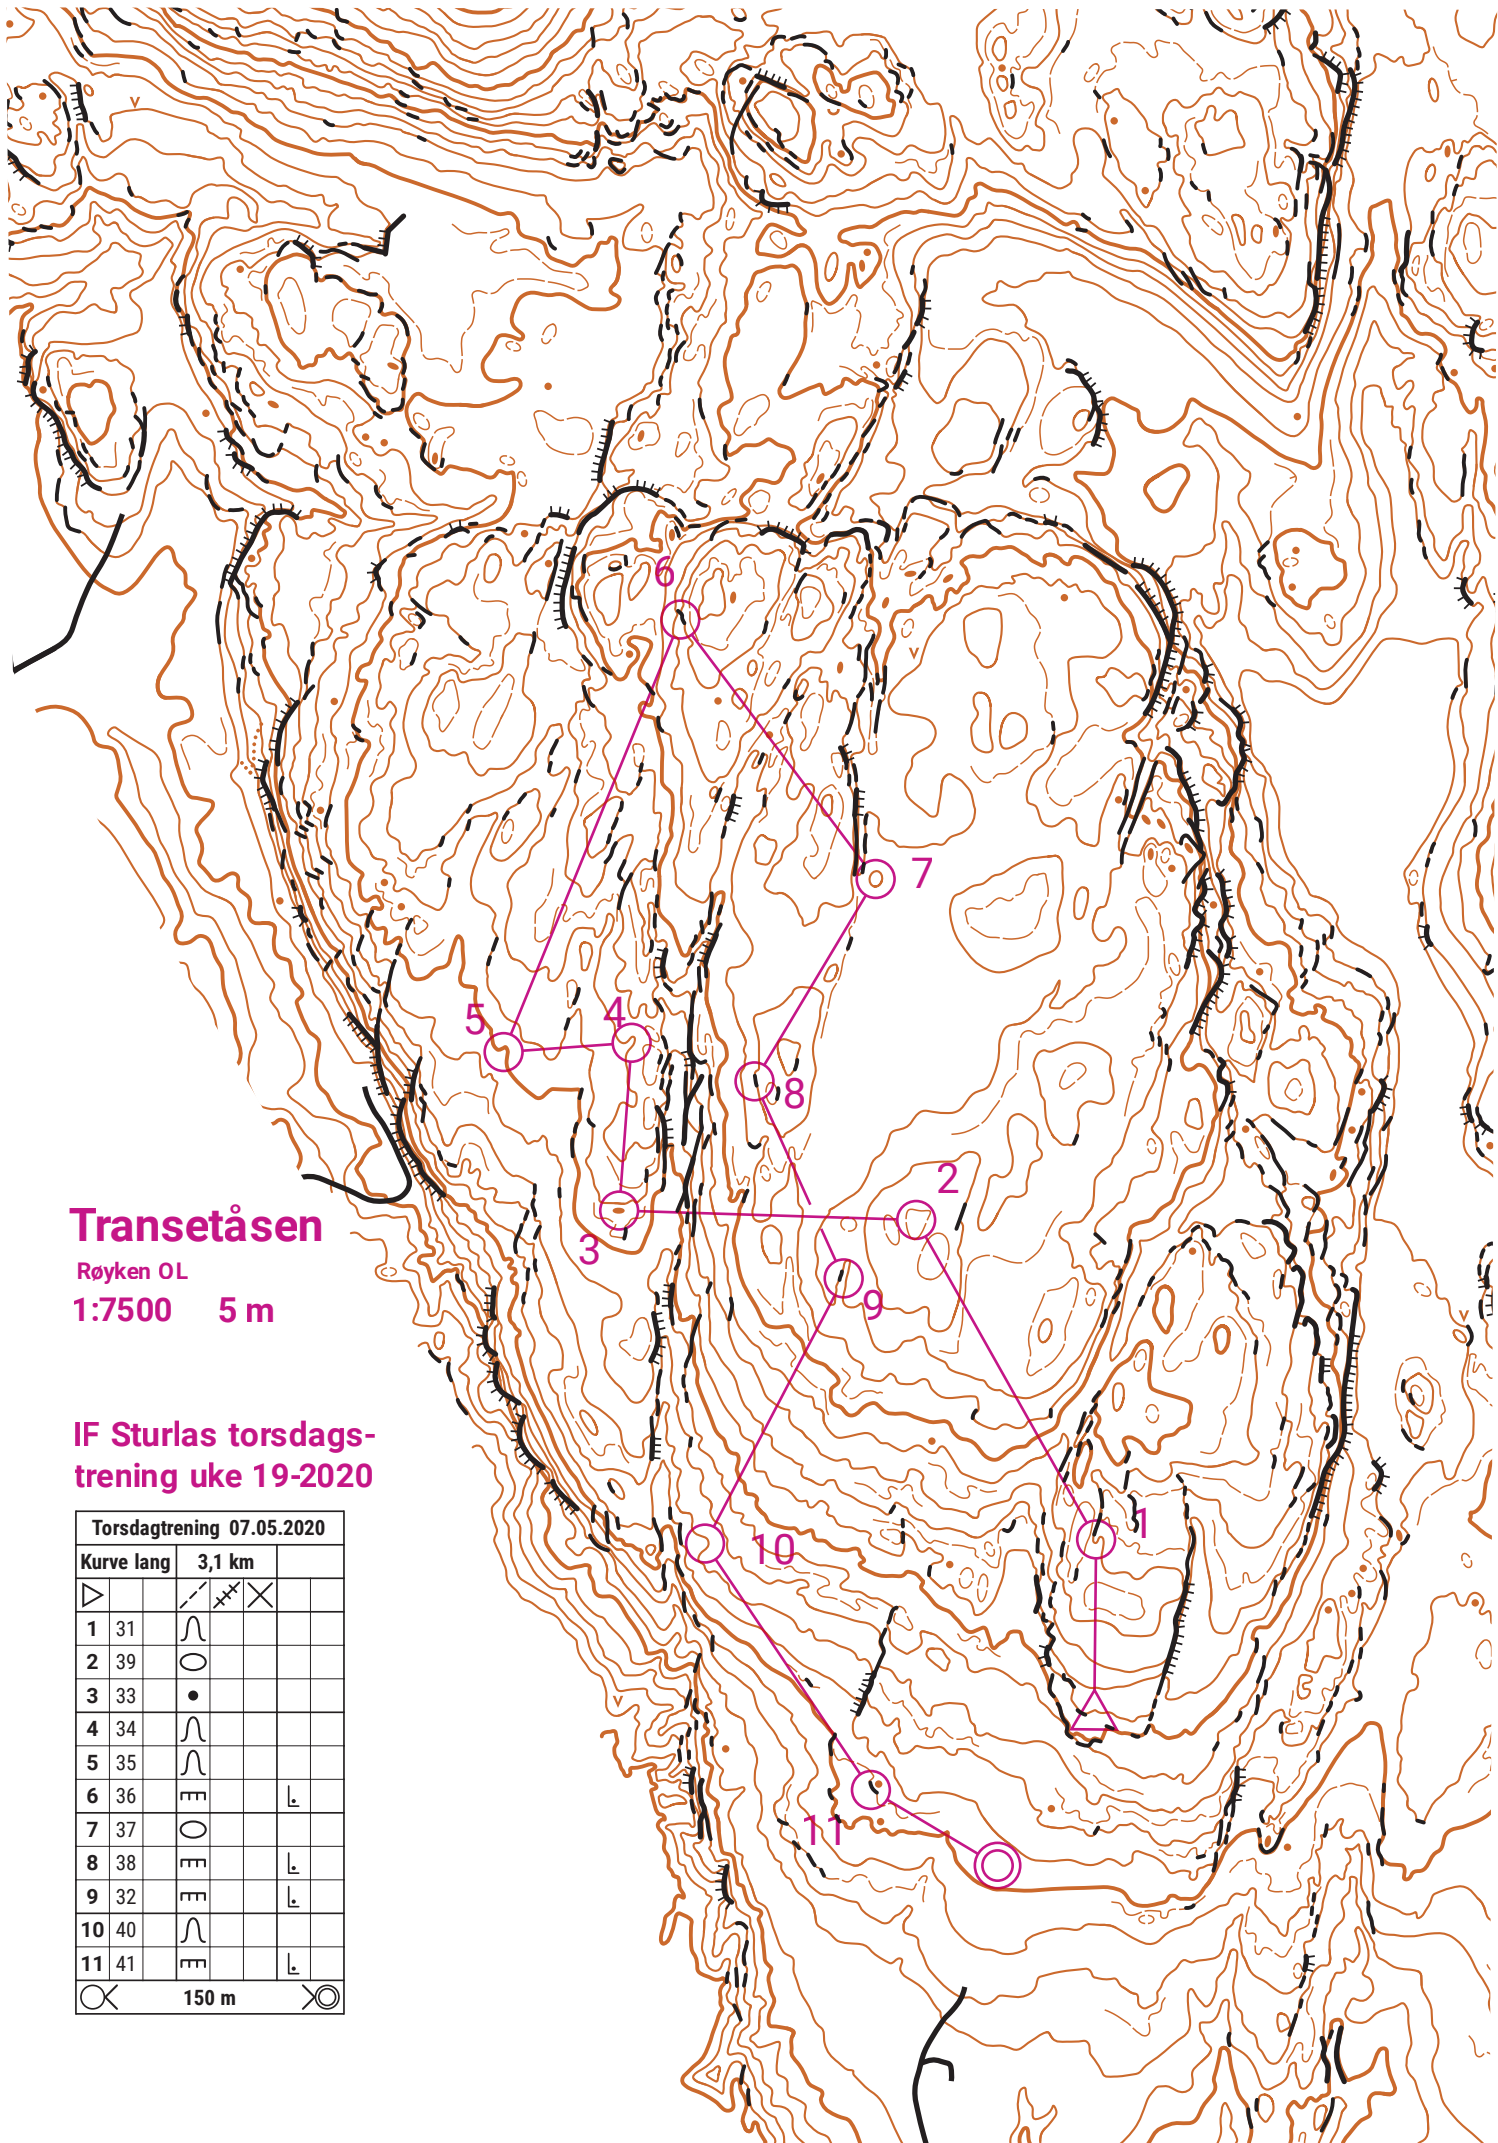 6
7
5
4
8
2
3
9
1
10
11
Transetåsen
Røyken OL
1:7500 5 m
IF Sturlas torsdags-
trening uke 19-2020
Torsdagtrening 07.05.2020
Kurve lang 3,1 km
1 31
2 39
3 33
4 34
5 35
6 36
7 37
8 38
9 32
10 40
11 41
150 m